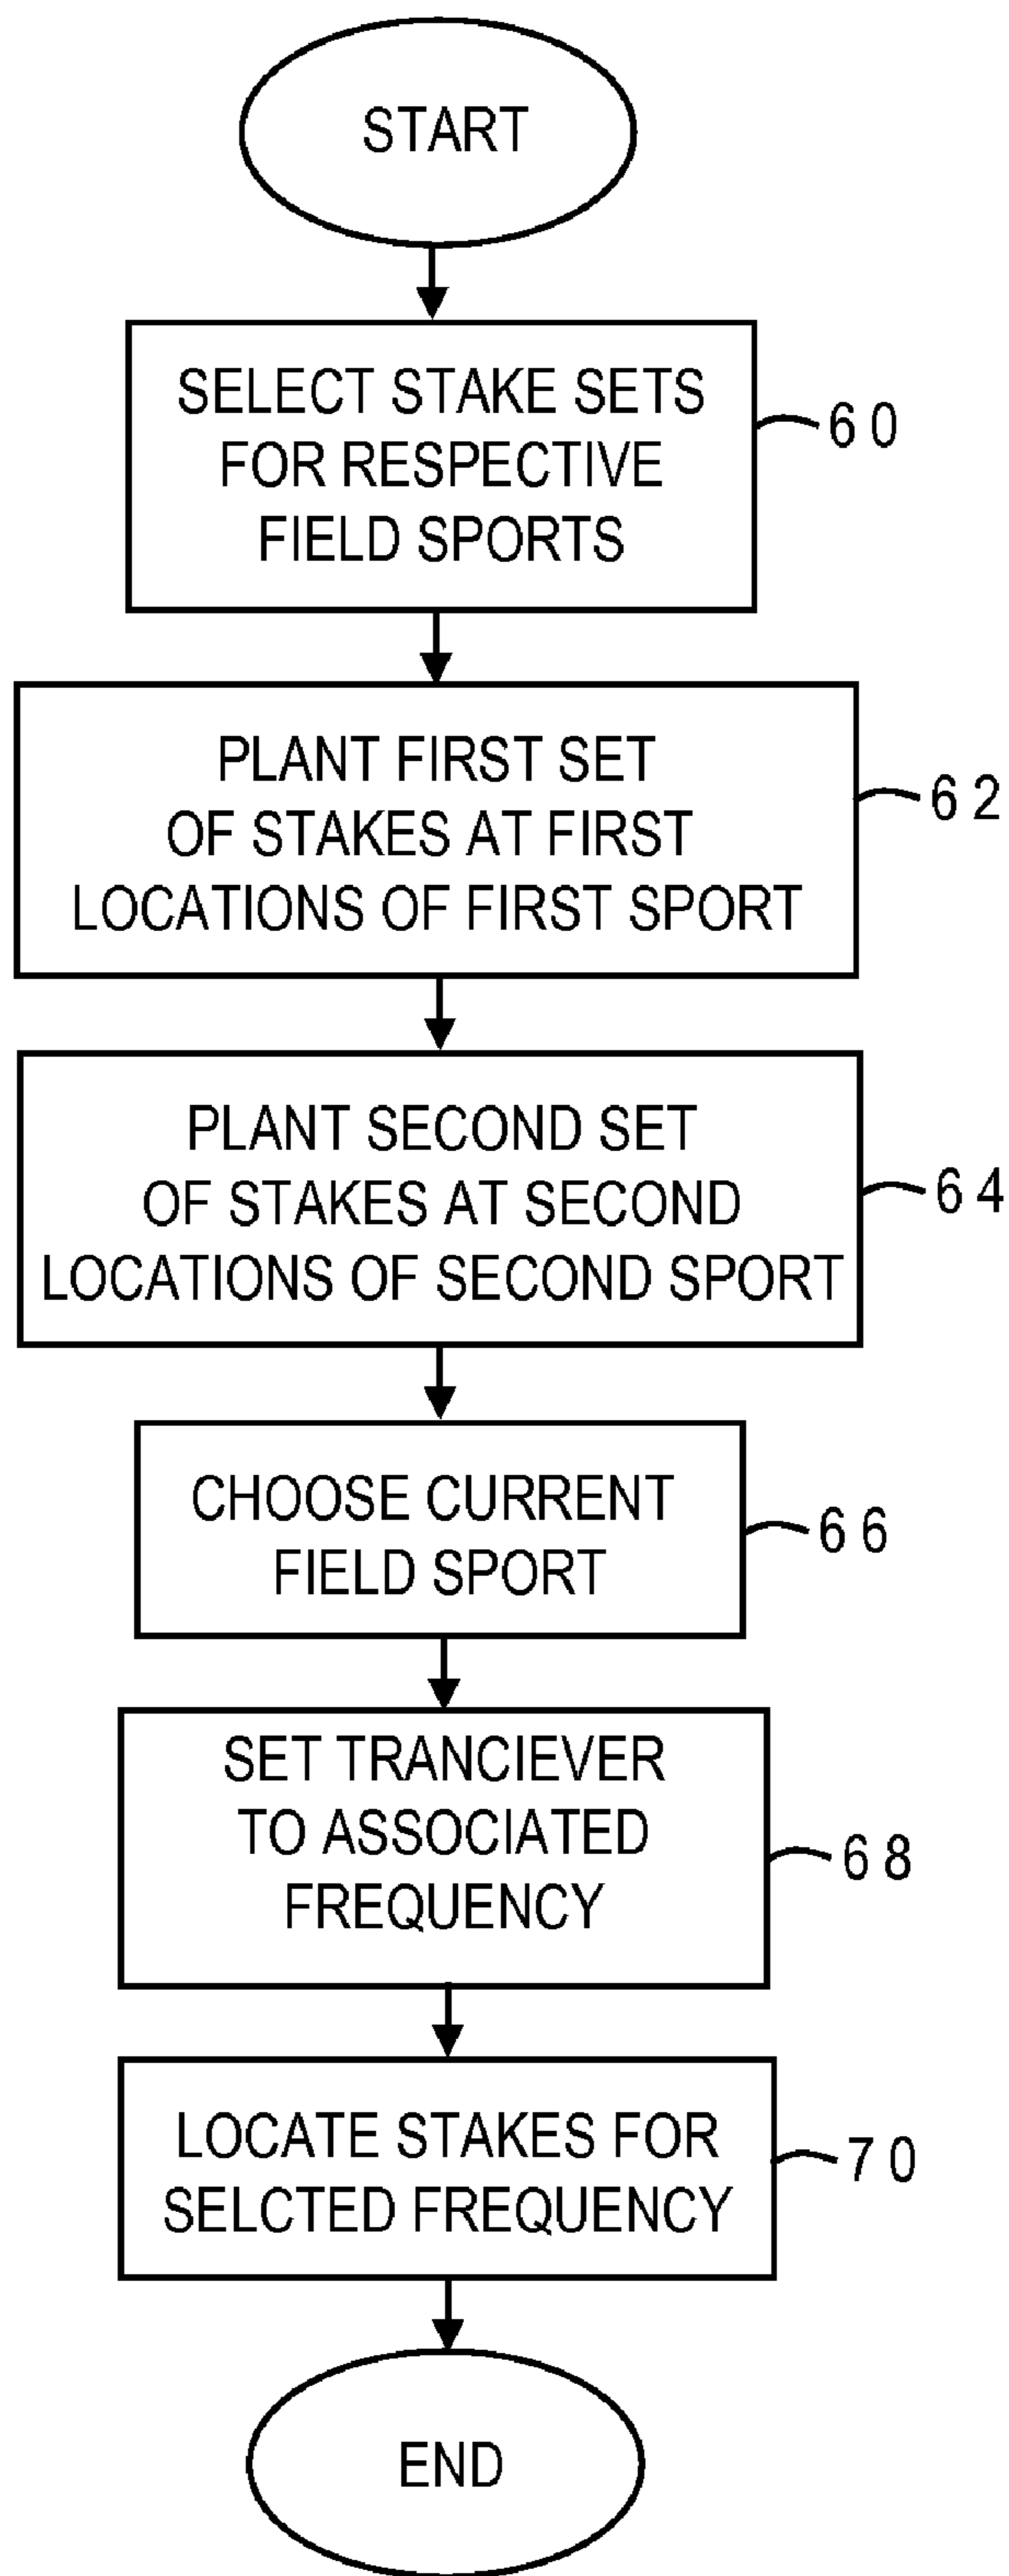 START
SELECT STAKE SETS
FOR RESPECTIVE
FIELD SPORTS
60
PLANT FIRST SET
OF STAKES AT FIRST
LOCATIONS OF FIRST SPORT
62
PLANT SECOND SET
OF STAKES AT SECOND
LOCATIONS OF SECOND SPORT
64
CHOOSE CURRENT
FIELD SPORT
66
SET TRANCIEVER
TO ASSOCIATED
FREQUENCY
68
LOCATE STAKES FOR
SELCTED FREQUENCY
70
END